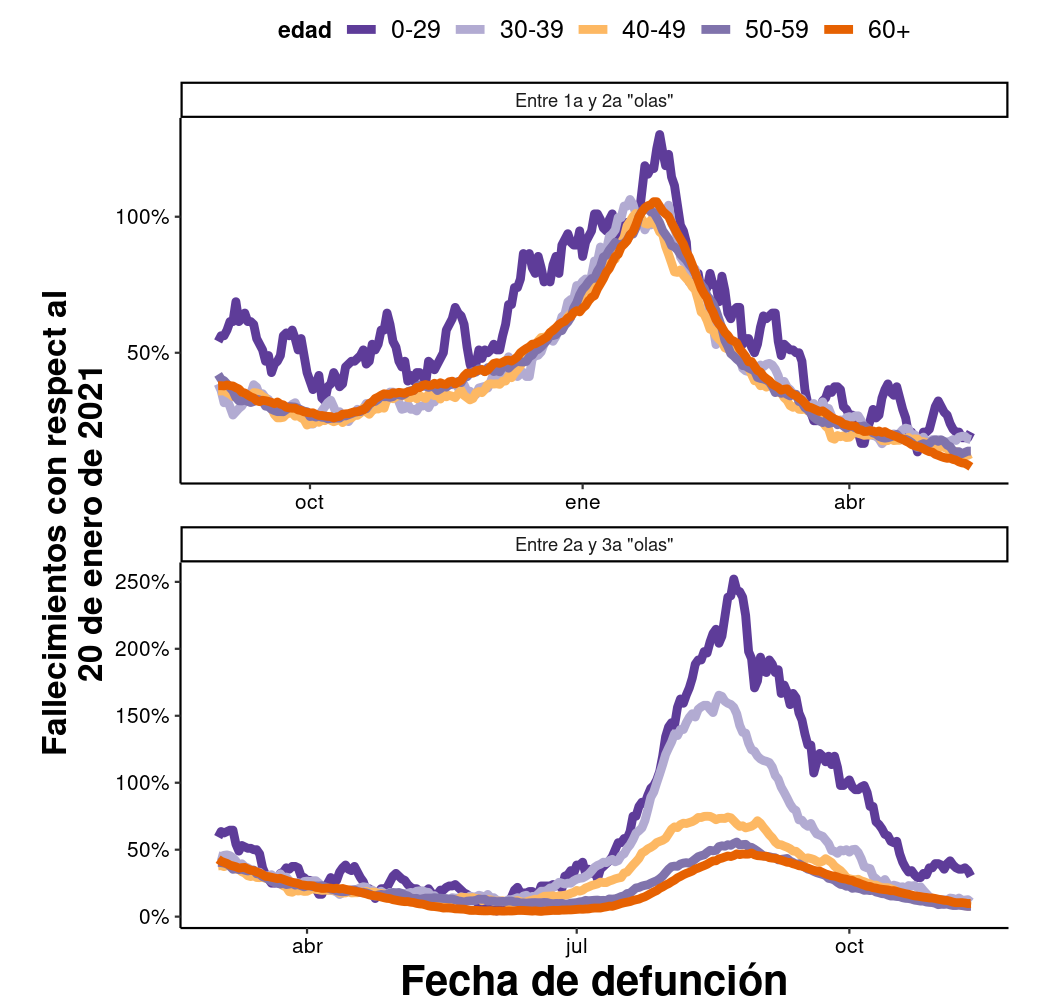 edad 0-29 30-39 40-49 50-59 60+
Entre 1a y 2a "olas"
100%
50%
oct ene abr
Entre 2a y 3a "olas"
250%
200%
150%
100%
50%
0%
abr jul oct
Fallecimientos con respect al
20 de enero de 2021
Fecha de defunción